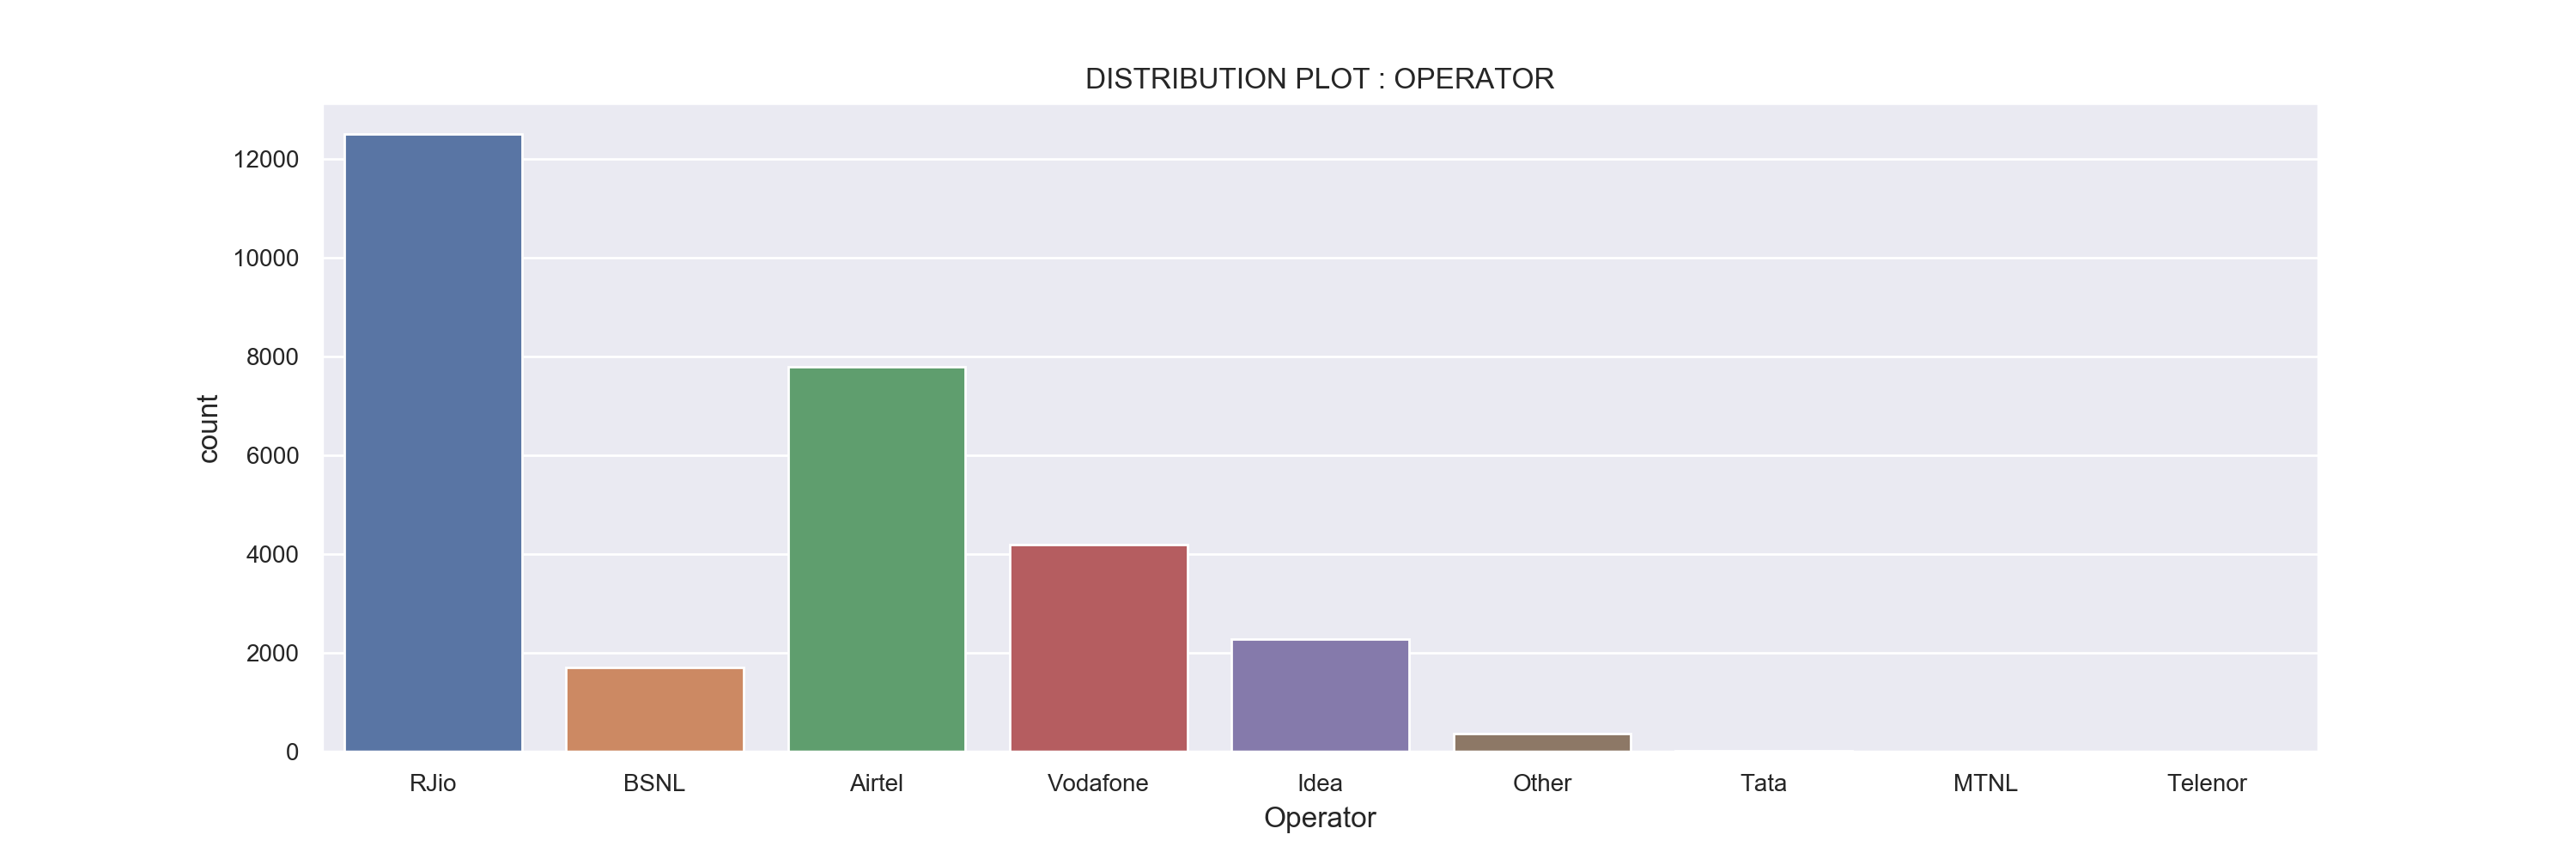 DISTRIBUTION PLOT : OPERATOR
12000
10000
8000
6000
4000
2000
0
count
RJio BSNL Airtel Vodafone Idea Other Tata MTNL Telenor
Operator